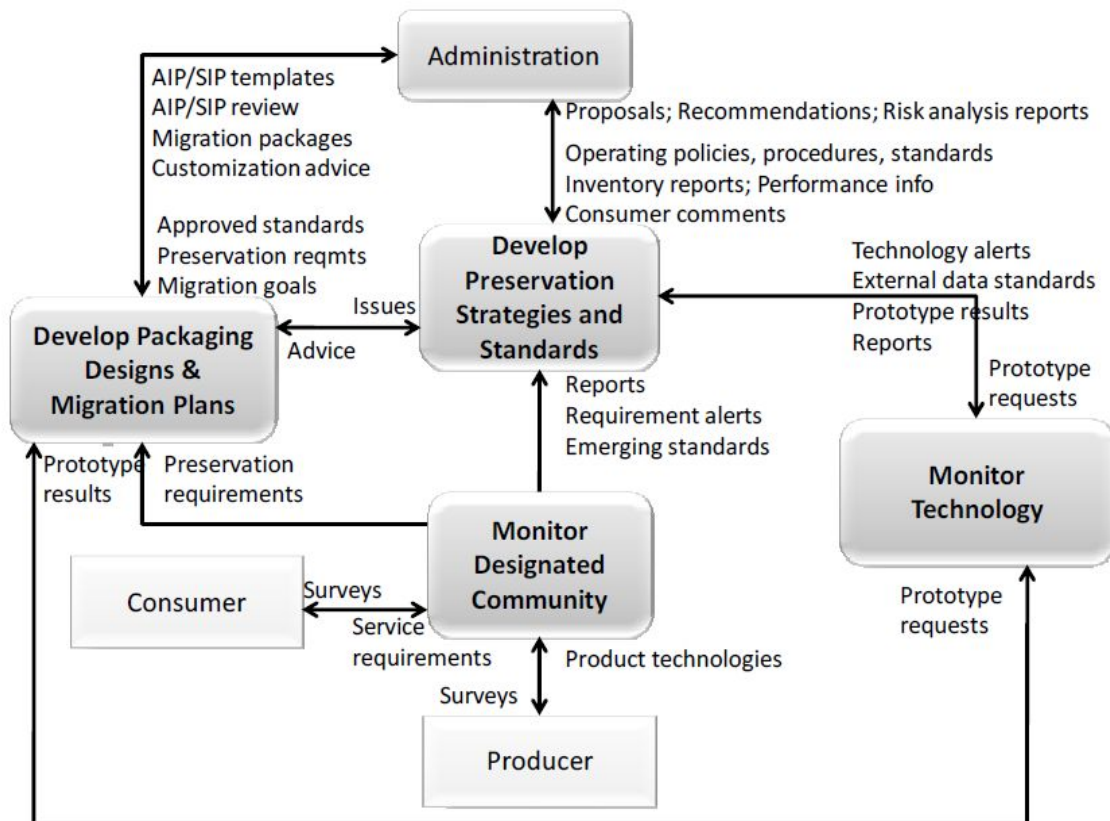 Administration
AIP/SIP templates
AIP/SIP review
Migration packages
Customization advice
Proposals; Recommendations; Risk analysis reports
Operating policies, procedures, standards
Inventory reports; Performance info
Consumer comments
Approved standards
Preservation reqmts
Migration goals
Develop
Preservation
Strategies and
Standards
Technology alerts
External data standards
Prototype results
Reports
Issues
Advice
Develop Packaging
Designs &
Migration Plans
Prototype
requests
Reports
Requirement alerts
Emerging standards
Prototype
results
Preservation
requirements
Monitor
Technology
Monitor
Designated
Community
Consumer
Surveys
Service
requirements
Prototype
requests
Product technologies
Surveys
Producer